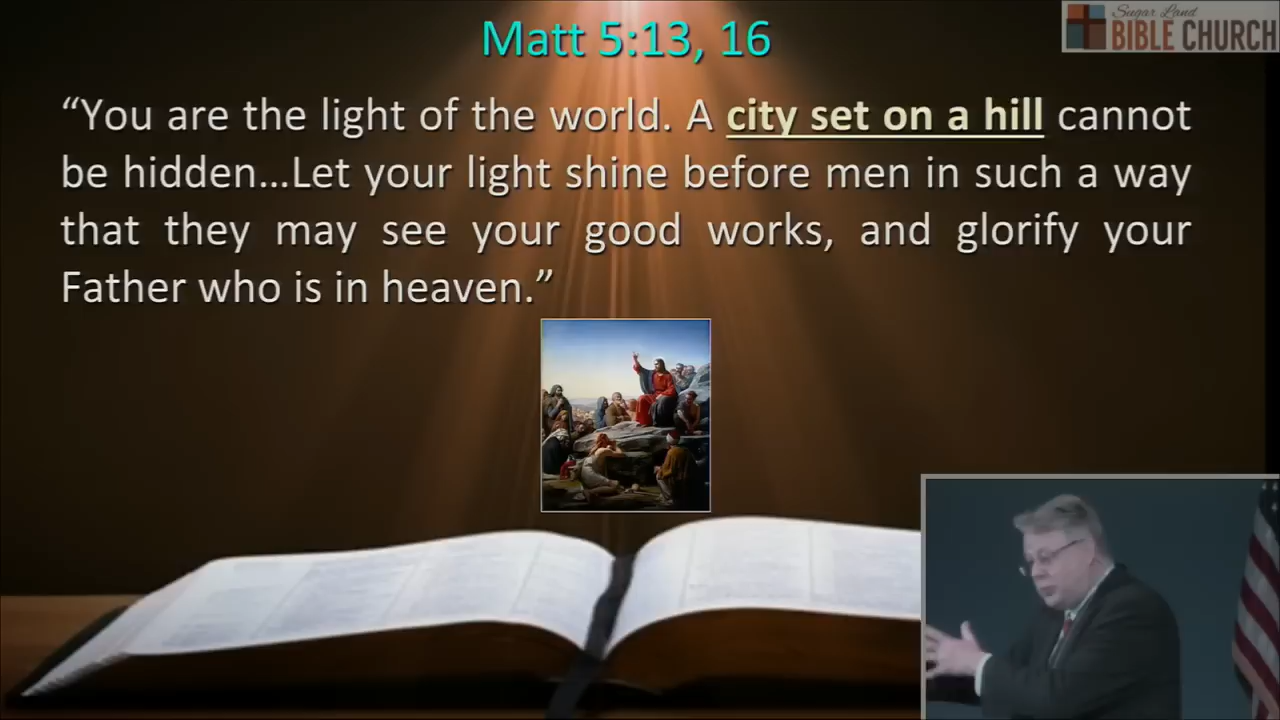 Matt 5:13, 16
Sugar Land
BIBLE CHURCH
“You are the light of the world. A city set on a hill cannot
be hidden…Let your light shine before men in such a way
that they may see your good works, and glorify your
Father who is in heaven.”